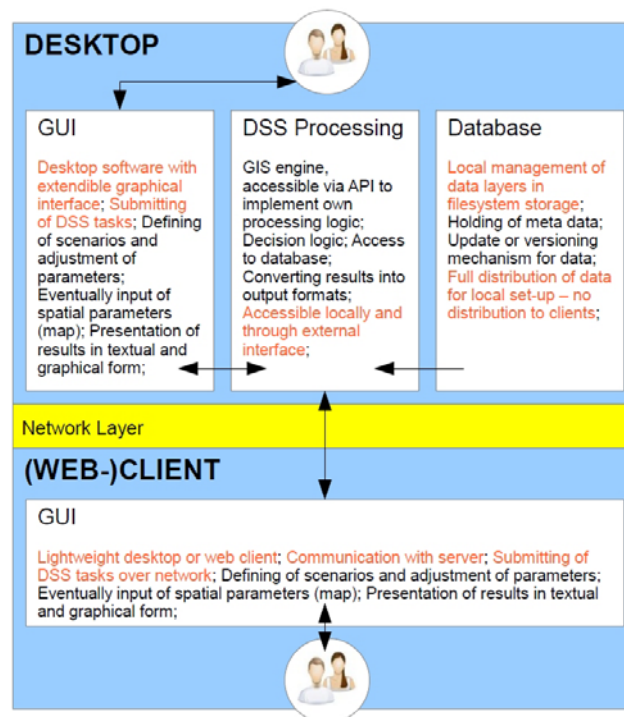 DESKTOP
GUI
Desktop software with
extendible graphical
interface; Submitting
of DSS tasks; Defining
of scenarios and
adjustment of
parameters;
Eventually input of
spatial parameters
(map); Presentation of
results in textual and
graphical form;
DSS Processing
GIS engine,
accessible via API to
implement own
processing logic;
Decision logic; Access
to database;
Converting results into
output formats;
Accessible locally and
through external
interface;
Database
Local management of
data layers in
filesystem storage;
Holding of meta data;
Update or versioning
mechanism for data;
Full distribution of data
for local set-up – no
distribution to clients;
Network Layer
(WEB-)CLIENT
GUI
Lightweight desktop or web client; Communication with server; Submitting of
DSS tasks over network; Defining of scenarios and adjustment of parameters;
Eventually input of spatial parameters (map); Presentation of results in textual
and graphical form;